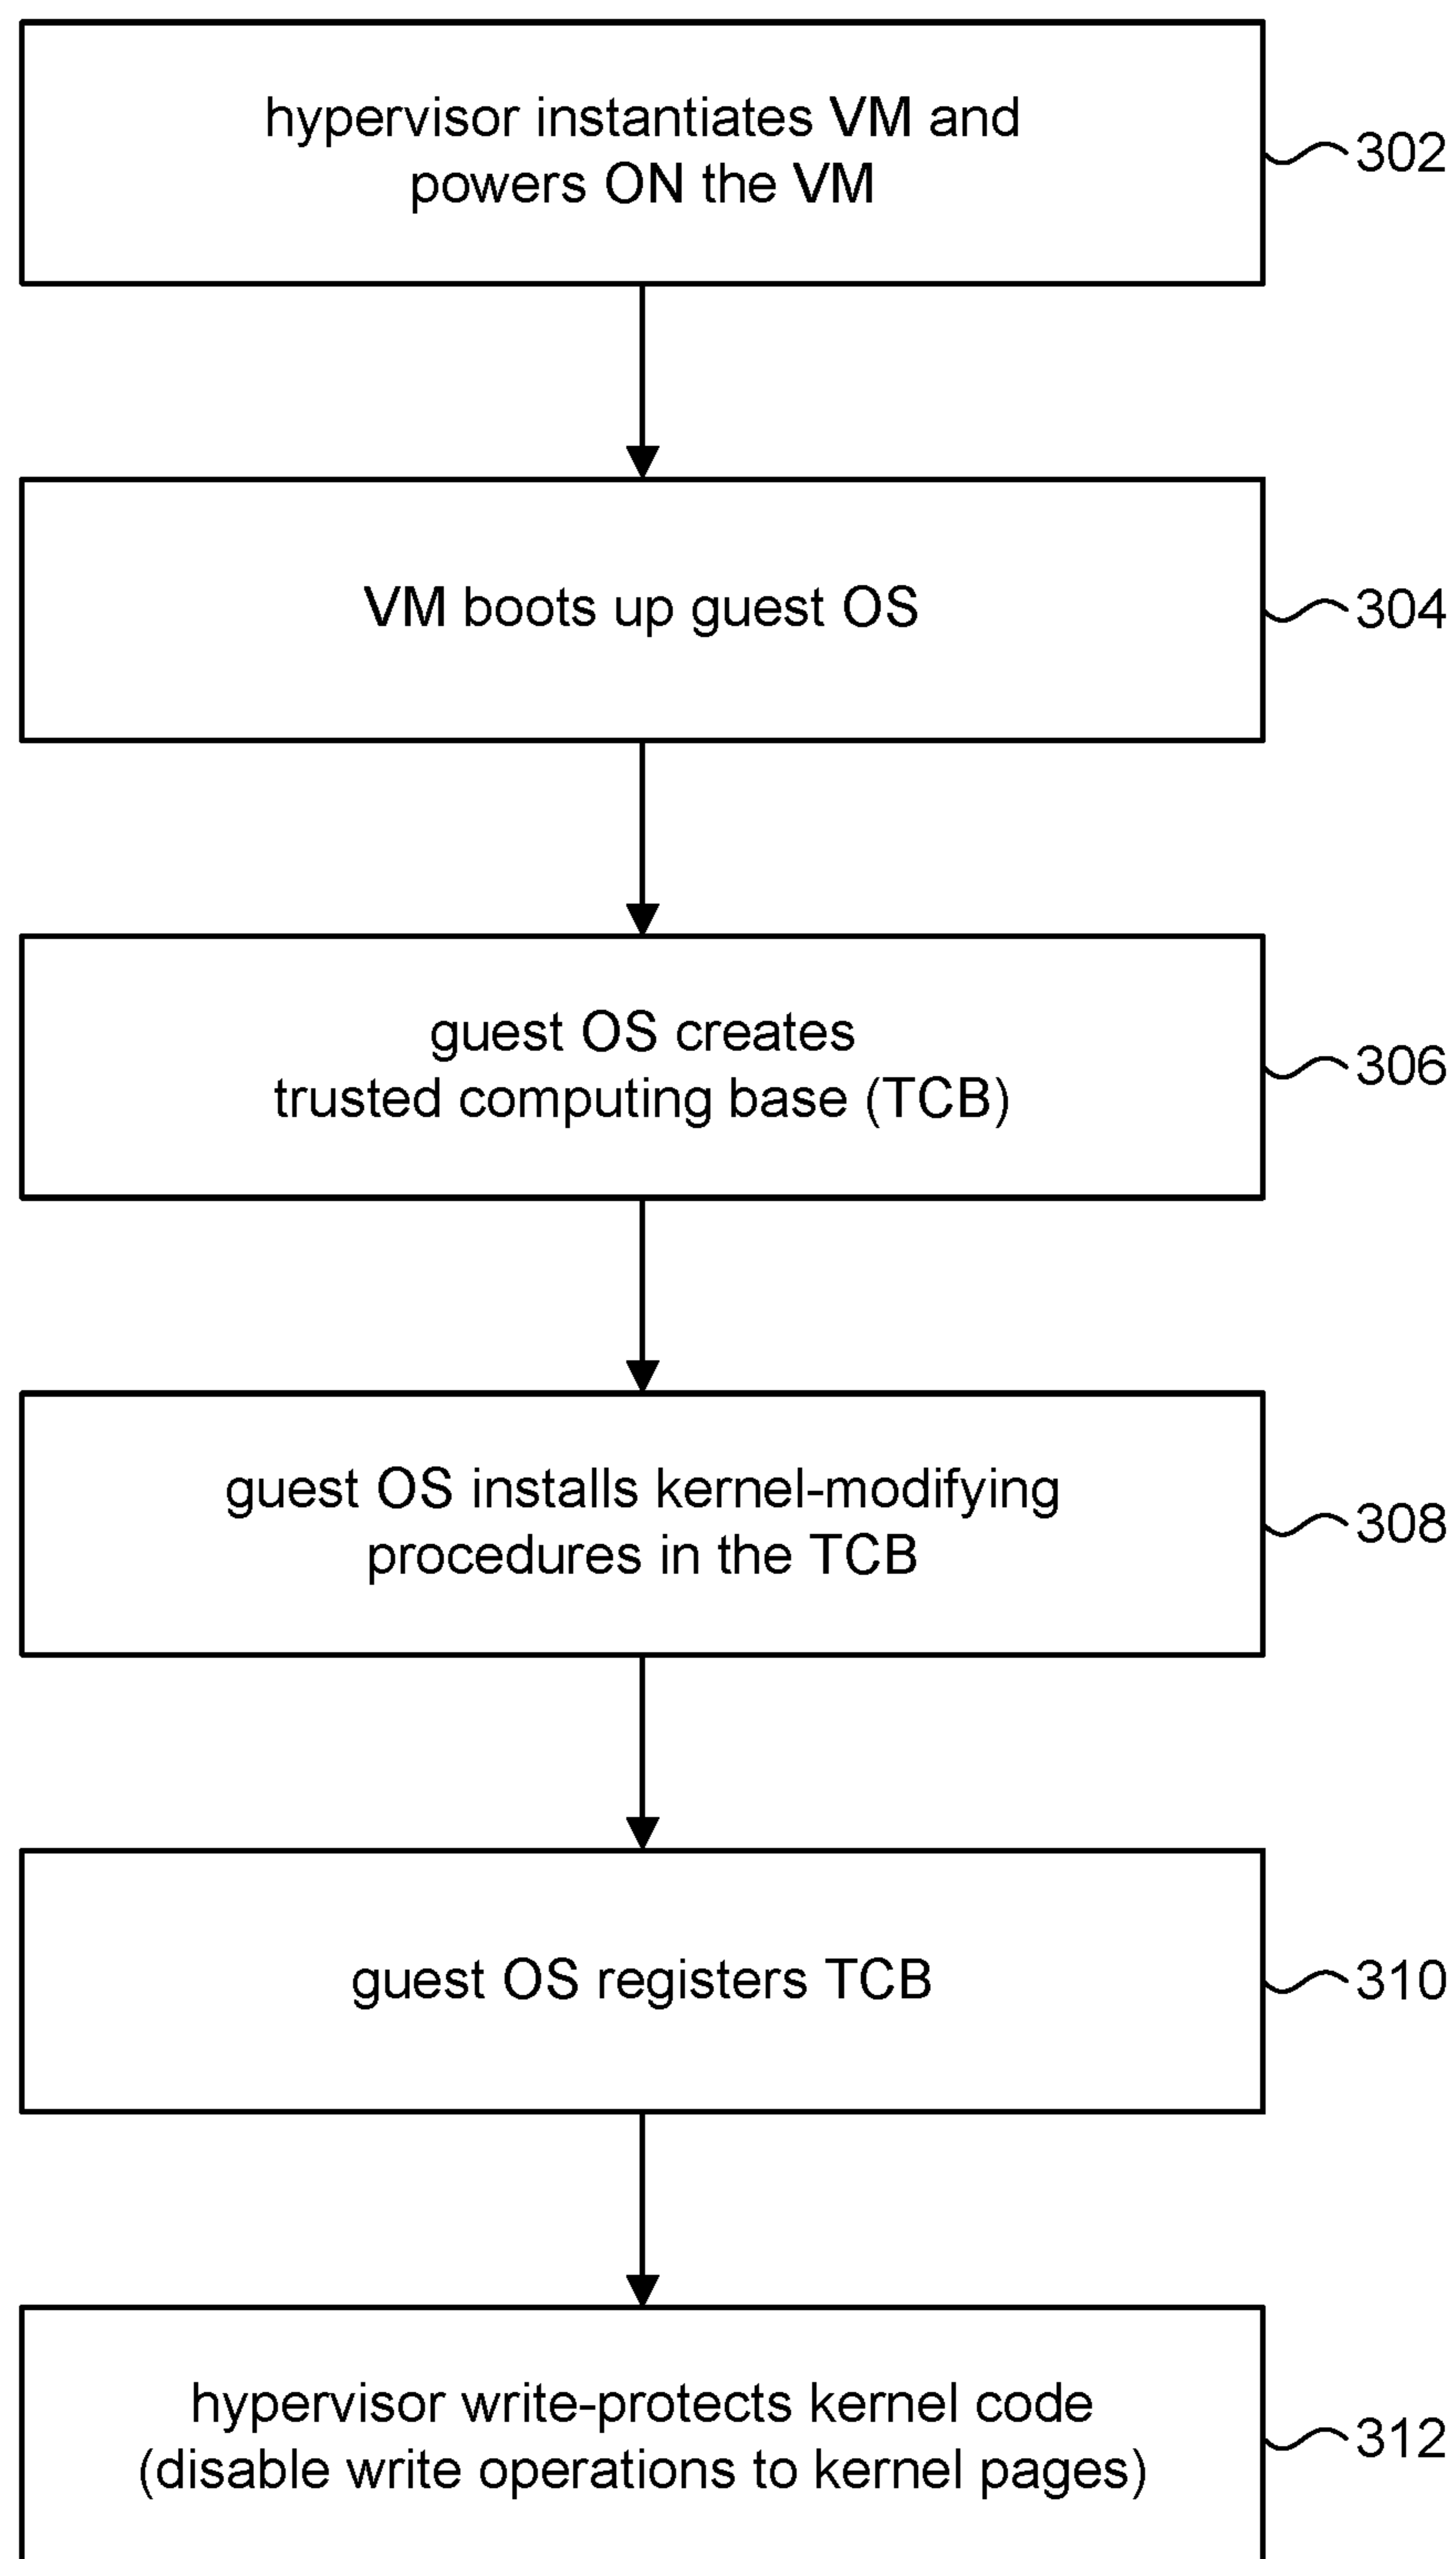 hypervisor instantiates VM and
powers ON the VM
302
VM boots up guest OS
304
guest OS creates
trusted computing base (TCB)
306
guest OS installs kernel-modifying
procedures in the TCB
308
guest OS registers TCB
310
hypervisor write-protects kernel code
(disable write operations to kernel pages)
312